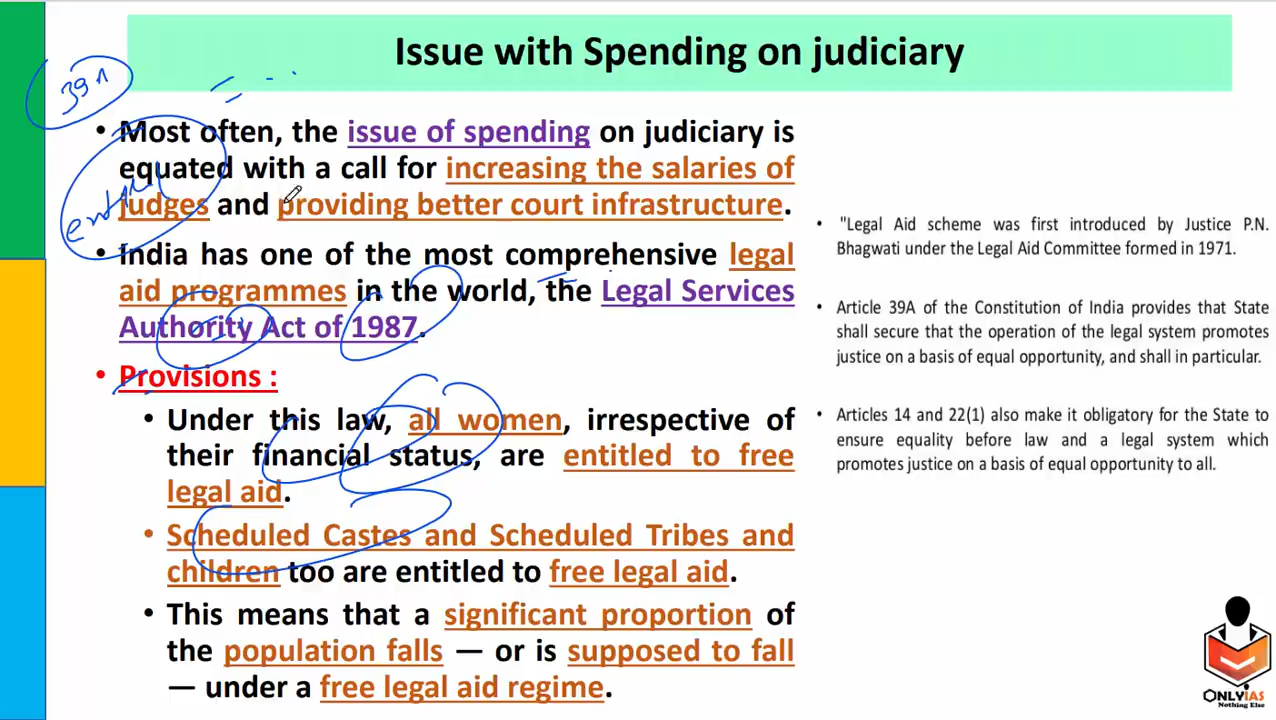 Issue with Spending on judiciary
39A
• Most often, the issue of spending on judiciary is
equated with a call for increasing the salaries of
judges and providing better court infrastructure.
• India has one of the most comprehensive legal
aid programmes in the world, the Legal Services
Authority Act of 1987.
• Provisions :
• Under this law, all women, irrespective of
their financial status, are entitled to free
legal aid.
• Scheduled Castes and Scheduled Tribes and
children too are entitled to free legal aid.
• This means that a significant proportion of
the population falls — or is supposed to fall
— under a free legal aid regime.
• "Legal Aid scheme was first introduced by Justice P.N.
Bhagwati under the Legal Aid Committee formed in 1971.
• Article 39A of the Constitution of India provides that State
shall secure that the operation of the legal system promotes
justice on a basis of equal opportunity, and shall in particular.
• Articles 14 and 22(1) also make it obligatory for the State to
ensure equality before law and a legal system which
promotes justice on a basis of equal opportunity to all.
ONLYIAS
Nothing Else